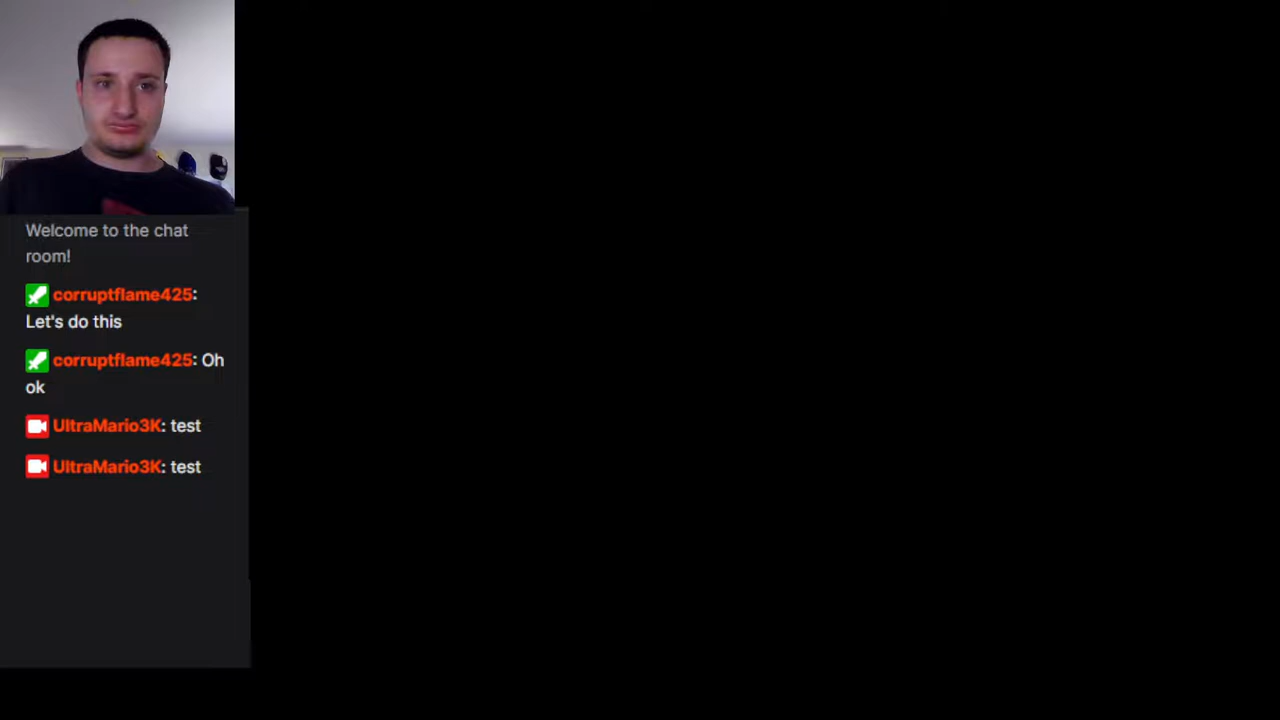 Welcome to the chat
room!
corruptflame425:
Let's do this
corruptflame425: Oh
ok
UltraMario3K: test
UltraMario3K: test